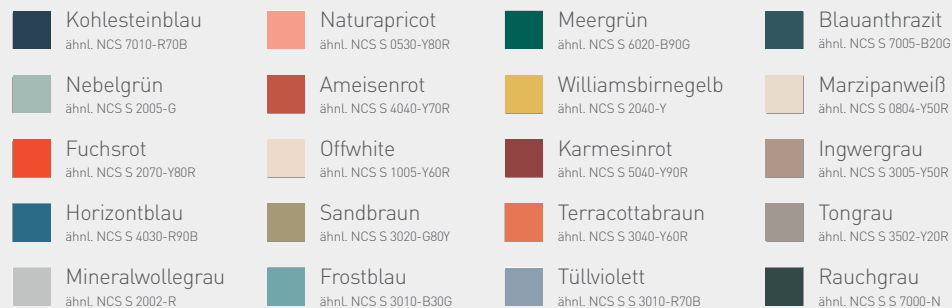 Kohlesteinblau
ähnl. NCS 7010-R70B
Naturapricot
ähnl. NCS S 0530-Y80R
Meergrün
ähnl. NCS S 6020-B90G
Blauanthrazit
ähnl. NCS S 7005-B20G
Nebelgrün
ähnl. NCS S 2005-G
Ameisenrot
ähnl. NCS S 4040-Y70R
Williamsbirnegelb
ähnl. NCS S 2040-Y
Marzipanweiß
ähnl. NCS S 0804-Y50R
Fuchsrot
ähnl. NCS S 2070-Y80R
Offwhite
ähnl. NCS S 1005-Y60R
Karmesinrot
ähnl. NCS S 5040-Y90R
Ingwergrau
ähnl. NCS S 3005-Y50R
Horizontblau
ähnl. NCS S 4030-R90B
Sandbraun
ähnl. NCS S 3020-G80Y
Terracottabraun
ähnl. NCS S 3040-Y60R
Tongrau
ähnl. NCS S 3502-Y20R
Mineralwollegrau
ähnl. NCS S 2002-R
Frostblau
ähnl. NCS S 3010-B30G
Tüllviolett
ähnl. NCS S S 3010-R70B
Rauchgrau
ähnl. NCS S S 7000-N